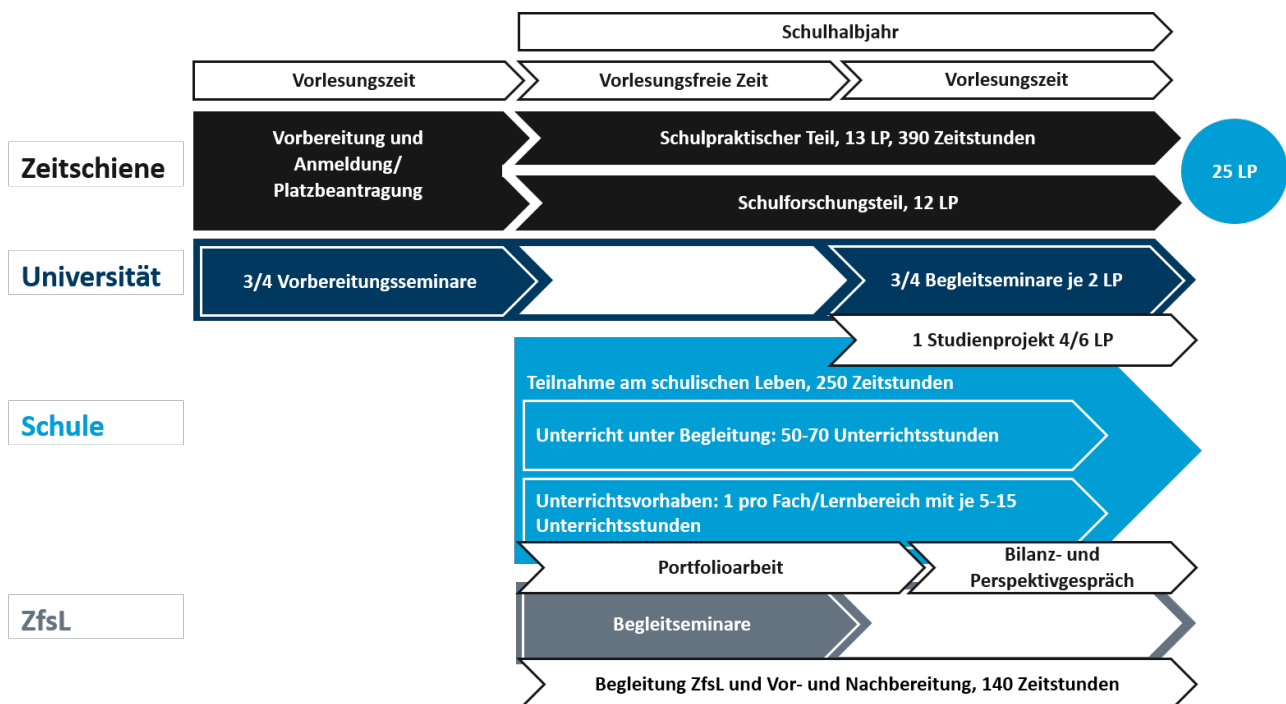 Schulhalbjahr
Vorlesungszeit
Vorlesungsfreie Zeit
Vorlesungszeit
Zeitschiene
Vorbereitung und
Anmeldung/
Platzbeantragung
Schulpraktischer Teil, 13 LP, 390 Zeitstunden
Schulforschungsteil, 12 LP
25 LP
Universität
3/4 Vorbereitungsseminare
3/4 Begleitseminare je 2 LP
1 Studienprojekt 4/6 LP
Schule
Teilnahme am schulischen Leben, 250 Zeitstunden
Unterricht unter Begleitung: 50-70 Unterrichtsstunden
Unterrichtsvorhaben: 1 pro Fach/Lernbereich mit je 5-15
Unterrichtsstunden
Portfolioarbeit
Bilanz- und
Perspektivgespräch
ZfsL
Begleitseminare
Begleitung ZfsL und Vor- und Nachbereitung, 140 Zeitstunden